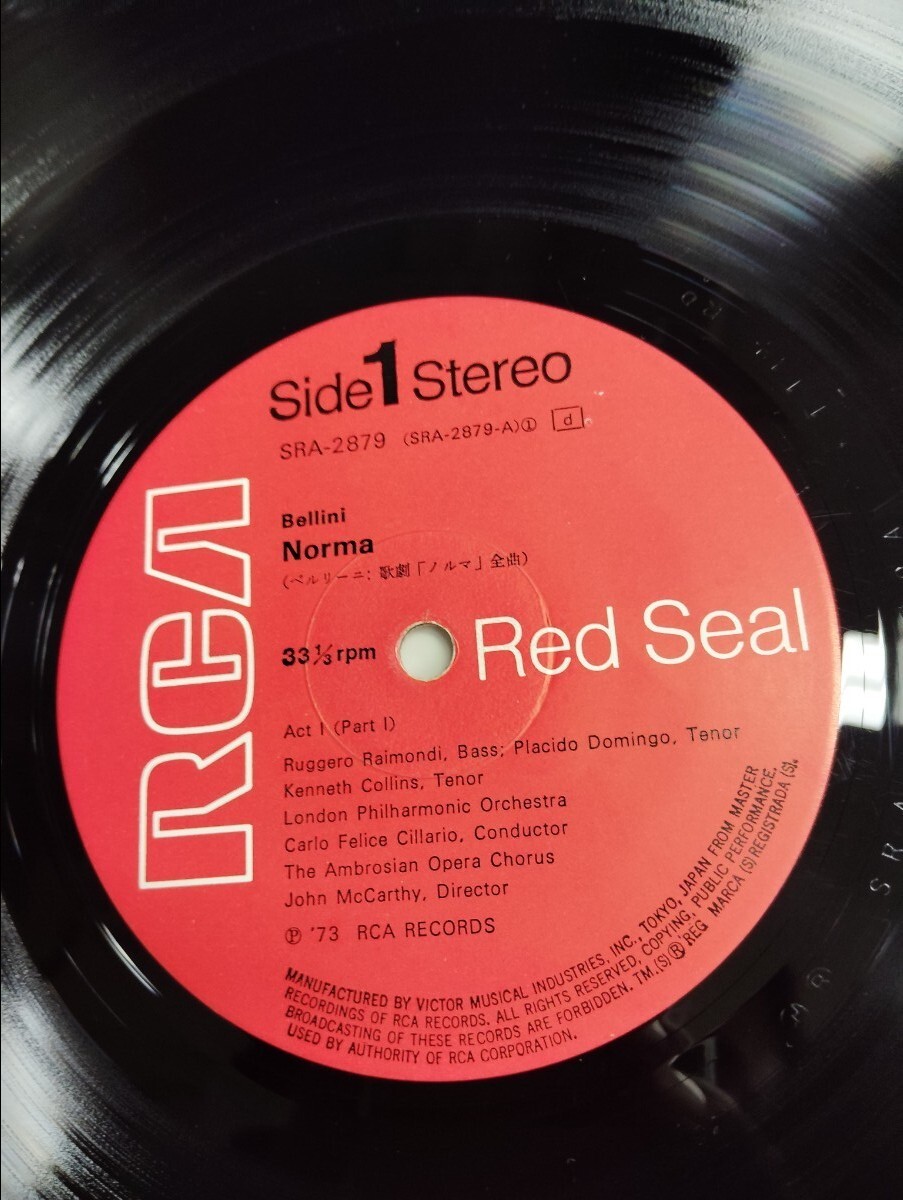 Side 1 Stereo
SRA-2879 (SRA-2879-A)① d
RCA
Bellini
Norma
(ベルリーニ: 歌劇「ノルマ」全曲)
33⅓ rpm
Red Seal
Act I (Part I)
Ruggero Raimondi, Bass; Placido Domingo, Tenor
Kenneth Collins, Tenor
London Philharmonic Orchestra
Carlo Felice Cillario, Conductor
The Ambrosian Opera Chorus
John McCarthy, Director
℗ '73 RCA RECORDS
MANUFACTURED BY VICTOR MUSICAL INDUSTRIES, INC., TOKYO, JAPAN FROM MASTER
RECORDINGS OF RCA RECORDS. ALL RIGHTS RESERVED, COPYING, PUBLIC PERFORMANCE,
BROADCASTING OF THESE RECORDS ARE FORBIDDEN. TM.(S)® REG MARCA (S) REGISTRADA (S).
USED BY AUTHORITY OF RCA CORPORATION.